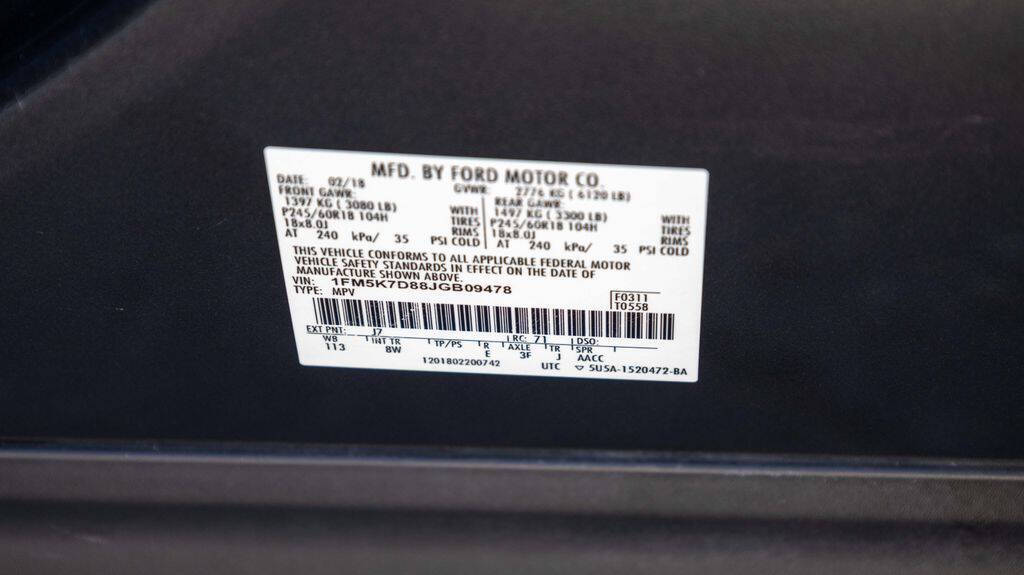 MFD. BY FORD MOTOR CO.
DATE: 02/18 GVWR: 2776 KG ( 6120 LB)
FRONT GAWR: REAR GAWR:
1397 KG ( 3080 LB) WITH 1497 KG ( 3300 LB) WITH
P245/60R18 104H TIRES P245/60R18 104H TIRES
18x8.0J RIMS 18x8.0J RIMS
AT 240 kPa/ 35 PSI COLD AT 240 kPa/ 35 PSI COLD
THIS VEHICLE CONFORMS TO ALL APPLICABLE FEDERAL MOTOR
VEHICLE SAFETY STANDARDS IN EFFECT ON THE DATE OF
MANUFACTURE SHOWN ABOVE.
VIN: 1FM5K7D88JGB09478
TYPE: MPV F0311
T0558
EXT PNT: J7 RC: 71 DSO:
WB INT TR TP/PS R AXLE TR SPR
113 8W E 3F J AACC
1201802200742 UTC ▽ 5U5A-1520472-BA